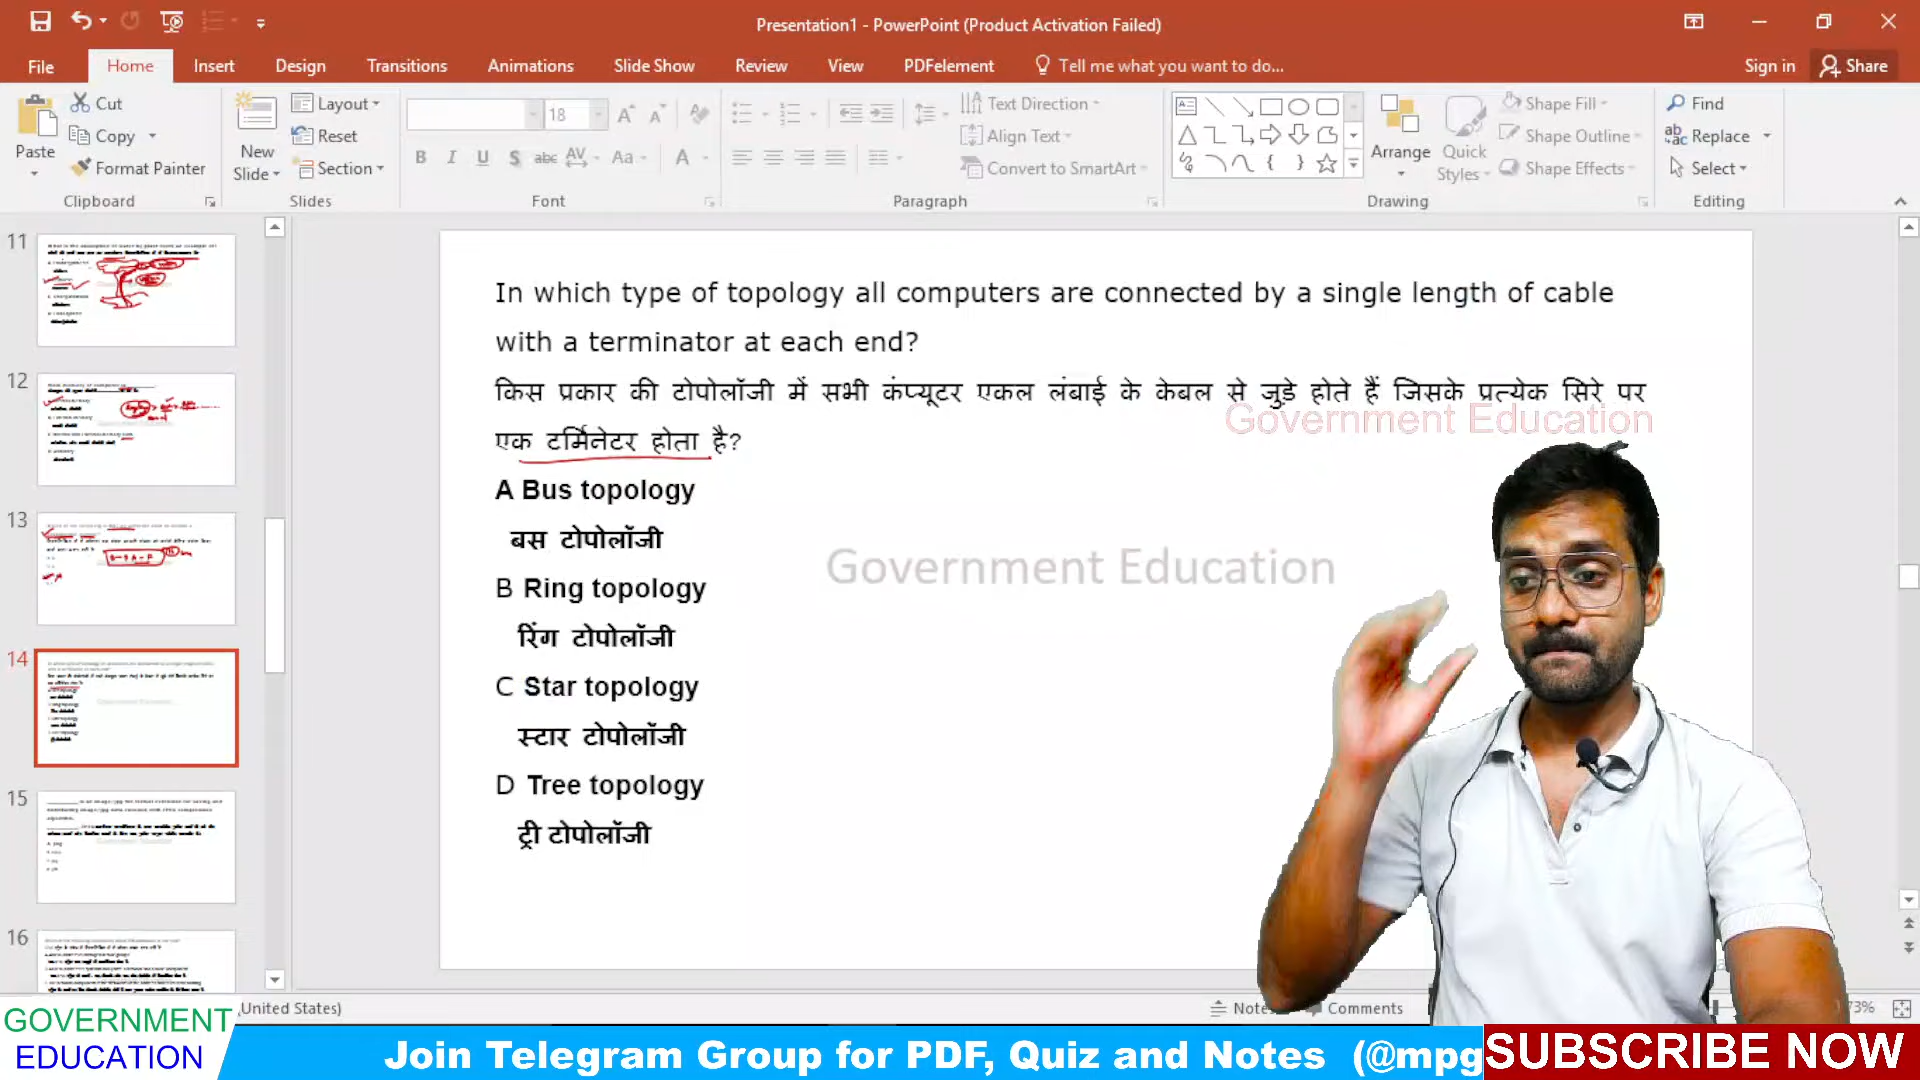 Presentation1 - PowerPoint (Product Activation Failed)
File Home Insert Design Transitions Animations Slide Show Review View PDFelement Tell me what you want to do... Sign in Share
Paste Cut Copy Format Painter Clipboard
New Slide Layout Reset Section Slides
18 Font
Text Direction Align Text Convert to SmartArt Paragraph
Arrange Quick Styles Shape Fill Shape Outline Shape Effects Drawing
Find Replace Select Editing
11
12
13
14
15
16
In which type of topology all computers are connected by a single length of cable
with a terminator at each end?
किस प्रकार की टोपोलॉजी में सभी कंप्यूटर एकल लंबाई के केबल से जुड़े होते हैं जिसके प्रत्येक सिरे पर
Government Education
एक टर्मिनेटर होता है?
A Bus topology
बस टोपोलॉजी
Government Education
B Ring topology
रिंग टोपोलॉजी
C Star topology
स्टार टोपोलॉजी
D Tree topology
ट्री टोपोलॉजी
(United States) Notes Comments 73%
GOVERNMENT
EDUCATION
Join Telegram Group for PDF, Quiz and Notes (@mpg
SUBSCRIBE NOW